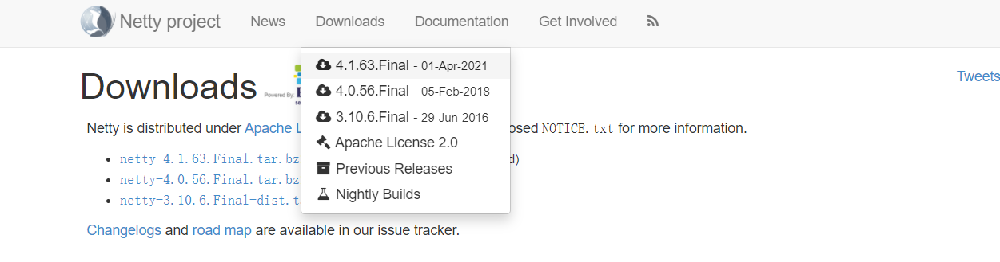 Netty project News Downloads Documentation Get Involved
4.1.63.Final - 01-Apr-2021
4.0.56.Final - 05-Feb-2018
3.10.6.Final - 29-Jun-2016
Apache License 2.0
Previous Releases
Nightly Builds
Downloads Powered By:
Tweets
Netty is distributed under Apache L osed NOTICE.txt for more information.
netty-4.1.63.Final.tar.bz d)
netty-4.0.56.Final.tar.bz
netty-3.10.6.Final-dist.ta
Changelogs and road map are available in our issue tracker.